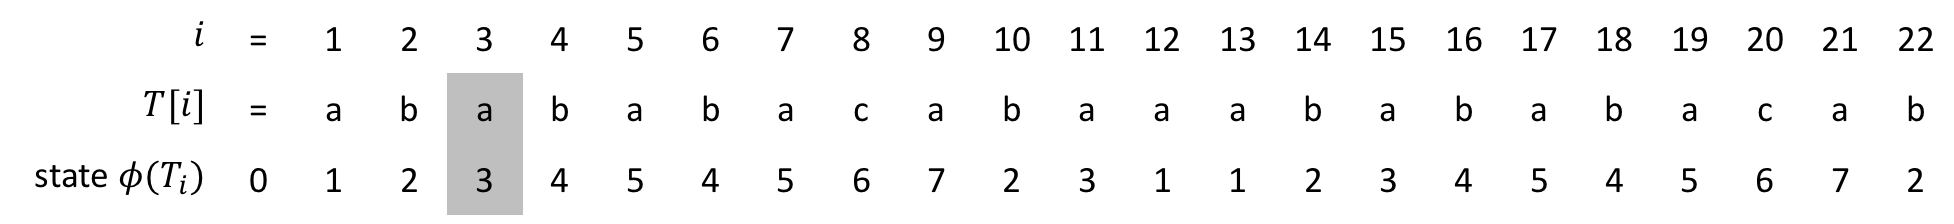 i = 1 2 3 4 5 6 7 8 9 10 11 12 13 14 15 16 17 18 19 20 21 22
T[i] = a b a b a b a c a b a a a b a b a b a c a b
state ϕ(Tᵢ) 0 1 2 3 4 5 4 5 6 7 2 3 1 1 2 3 4 5 4 5 6 7 2